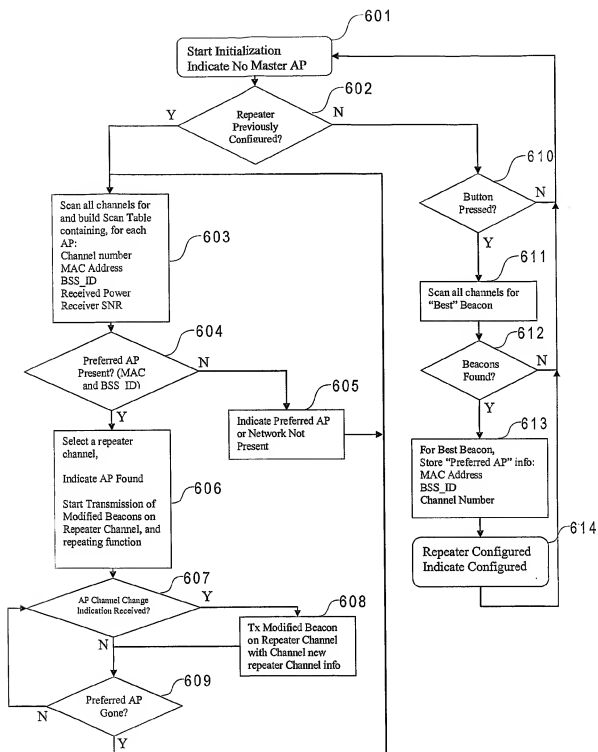 601
Start Initialization
Indicate No Master AP
602
Y
Repeater
Previously
Configured?
N
610
Button
Pressed?
N
Y
Scan all channels for
and build Scan Table
containing, for each
AP:
Channel number
MAC Address
BSS_ID
Received Power
Receiver SNR
603
611
Scan all channels for
"Best" Beacon
612
Beacons
Found?
N
Y
604
Preferred AP
Present? (MAC
and BSS_ID)
N
Y
605
Indicate Preferred AP
or Network Not
Present
613
For Best Beacon,
Store "Preferred AP" info:
MAC Address
BSS_ID
Channel Number
Select a repeater
channel,
Indicate AP Found
Start Transmission of
Modified Beacons on
Repeater Channel, and
repeating function
606
614
Repeater Configured
Indicate Configured
607
AP Channel Change
Indication Received?
Y
N
608
Tx Modified Beacon
on Repeater Channel
with Channel new
repeater Channel info
609
Preferred AP
Gone?
N
Y